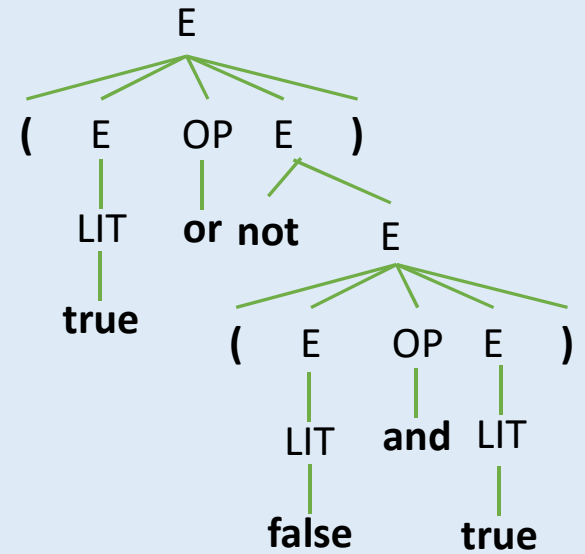 E
( E OP E )
LIT or not E
true
( E OP E )
LIT and LIT
false true